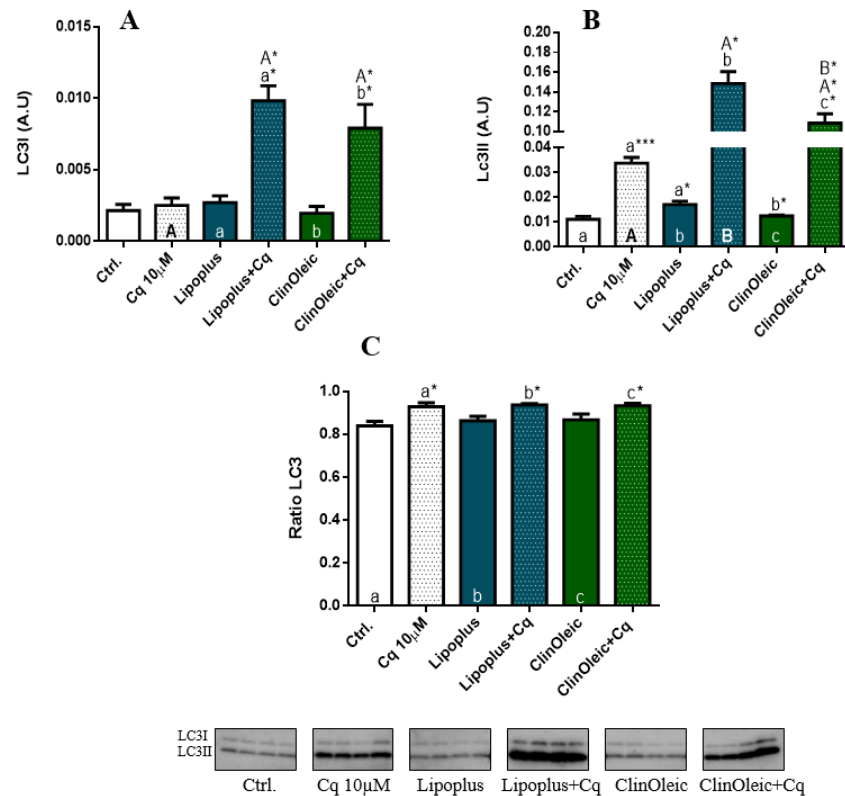 A
LC3I (A.U)
0.015
0.010
0.005
0.000
A*
a*
A*
b*
A
a
b
Ctrl.
Cq 10μM
Lipoplus
Lipoplus+Cq
ClinOleic
ClinOleic+Cq
B
Lc3II (A.U)
0.20
0.18
0.16
0.14
0.12
0.10
0.04
0.03
0.02
0.01
0.00
a***
a*
A*
b
b*
B*
A*
c*
a
A
b
B
c
Ctrl.
Cq 10μM
Lipoplus
Lipoplus+Cq
ClinOleic
ClinOleic+Cq
C
Ratio LC3
1.0
0.8
0.6
0.4
0.2
0.0
a*
b*
c*
a
b
c
Ctrl.
Cq 10μM
Lipoplus
Lipoplus+Cq
ClinOleic
ClinOleic+Cq
LC3I
LC3II
Ctrl.
Cq 10μM
Lipoplus
Lipoplus+Cq
ClinOleic
ClinOleic+Cq